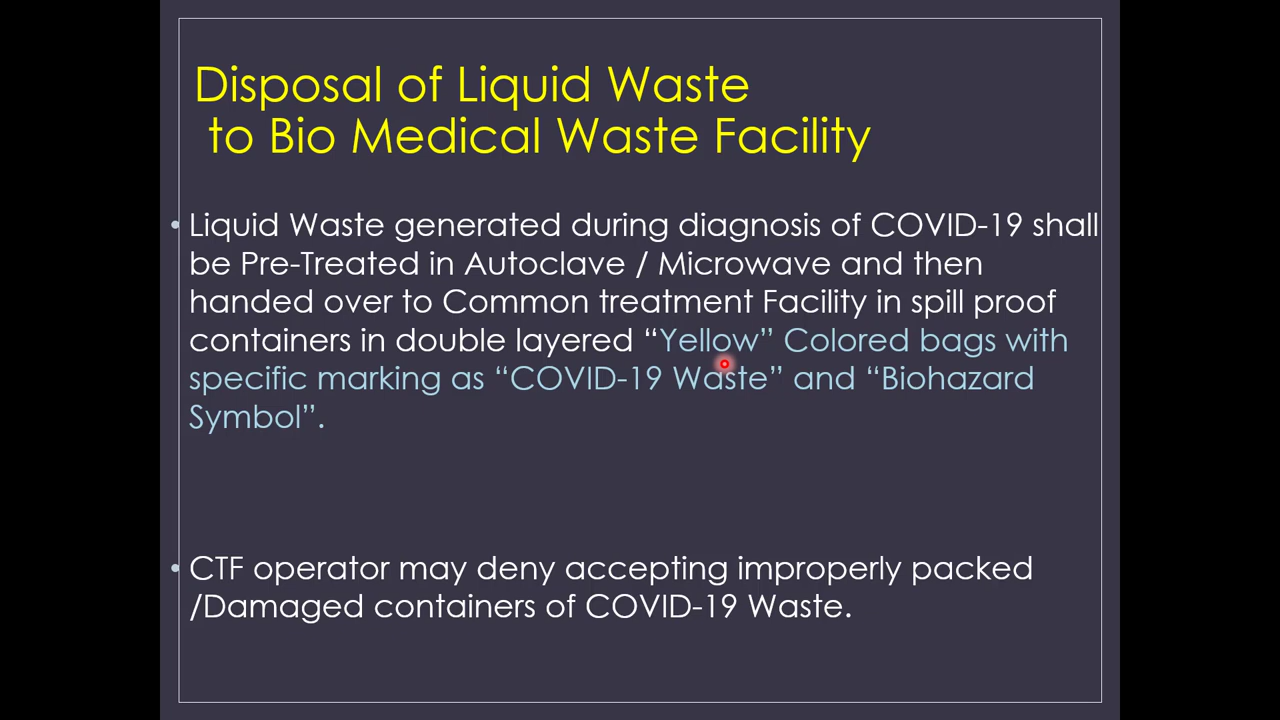 Disposal of Liquid Waste
to Bio Medical Waste Facility
• Liquid Waste generated during diagnosis of COVID-19 shall
be Pre-Treated in Autoclave / Microwave and then
handed over to Common treatment Facility in spill proof
containers in double layered “Yellow” Colored bags with
specific marking as “COVID-19 Waste” and “Biohazard
Symbol”.
• CTF operator may deny accepting improperly packed
/Damaged containers of COVID-19 Waste.